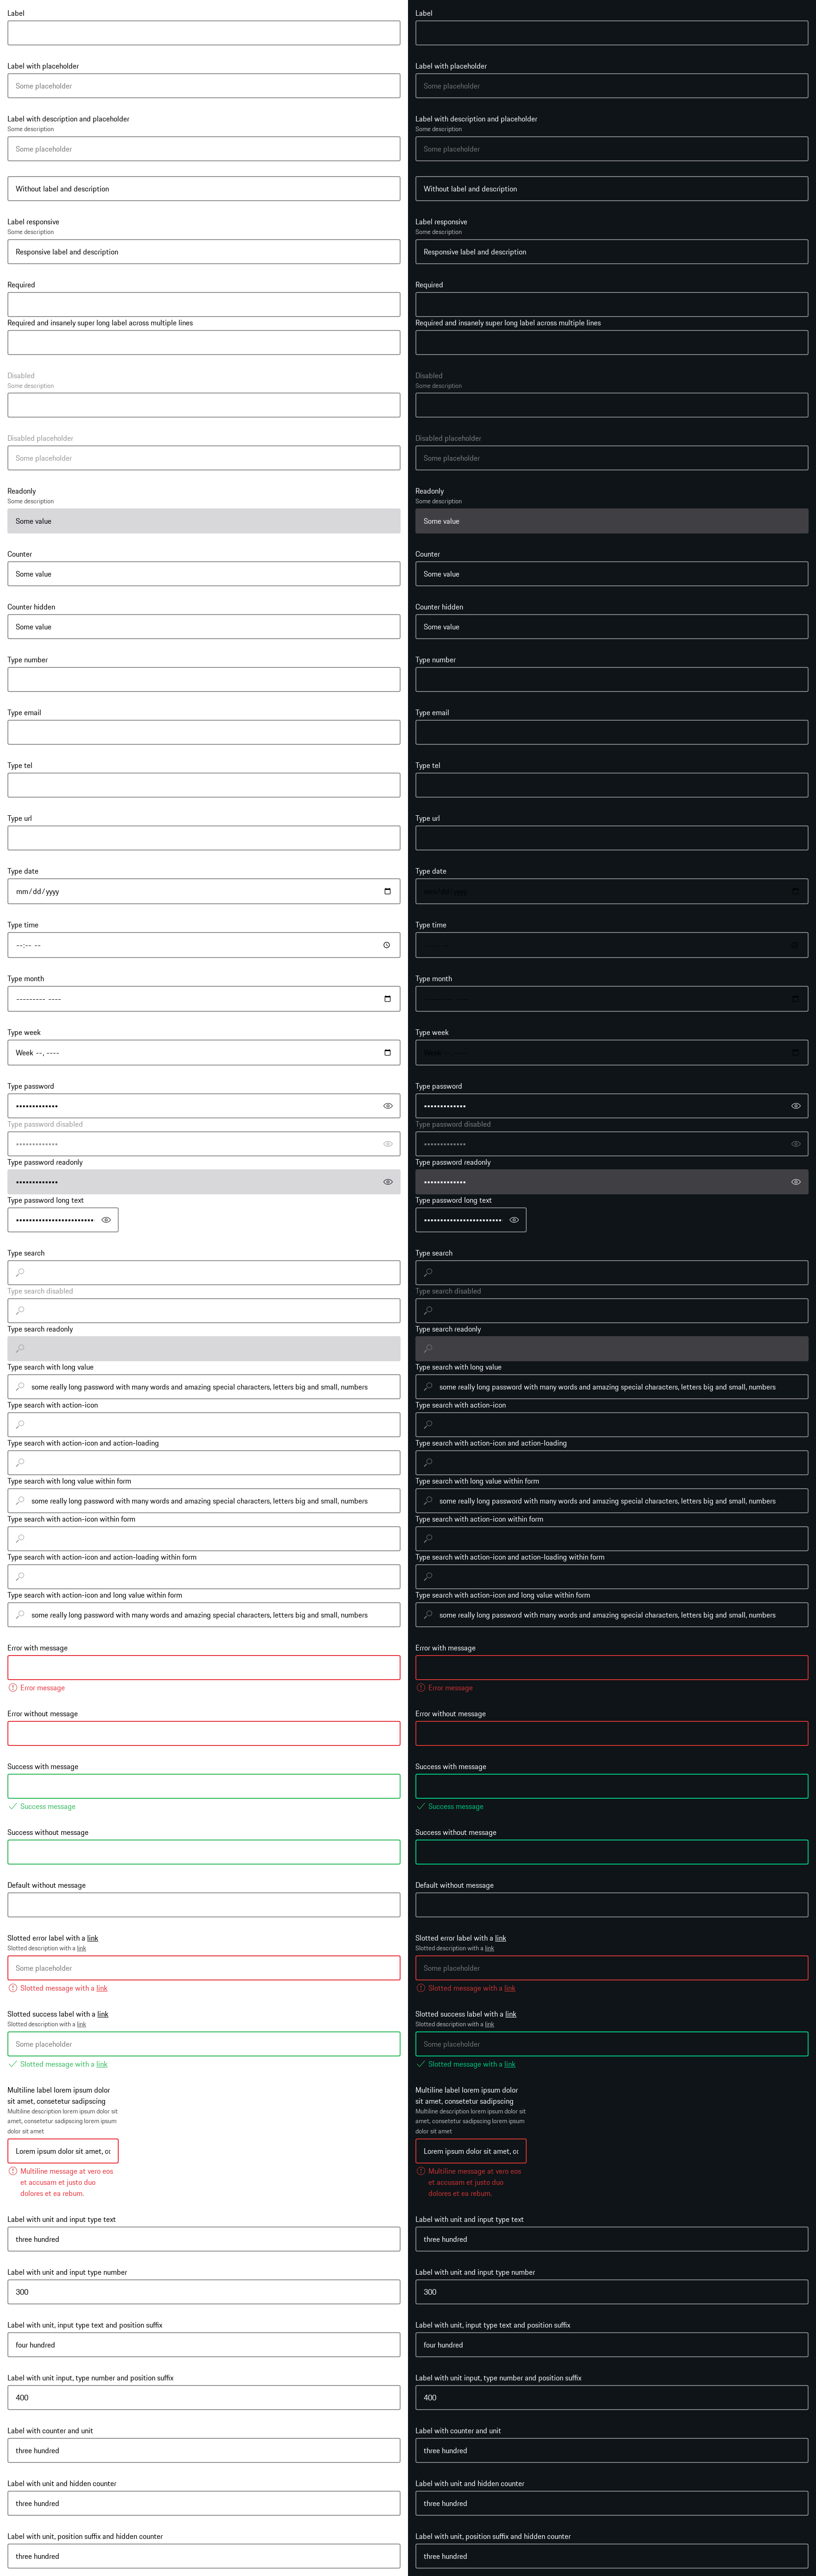 Label
Label with placeholder
Some placeholder
Label with description and placeholder
Some description
Some placeholder
Without label and description
Label responsive
Some description
Responsive label and description
Required
Required and insanely super long label across multiple lines
Disabled
Some description
Disabled placeholder
Some placeholder
Readonly
Some description
Some value
Counter
Some value
Counter hidden
Some value
Type number
Type email
Type tel
Type url
Type date
mm/dd/yyyy
Type time
--:-- --
Type month
--------- ----
Type week
Week --, ----
Type password
Type password disabled
Type password readonly
Type password long text
Type search
Type search disabled
Type search readonly
Type search with long value
some really long password with many words and amazing special characters, letters big and small, numbers
Type search with action-icon
Type search with action-icon and action-loading
Type search with long value within form
some really long password with many words and amazing special characters, letters big and small, numbers
Type search with action-icon within form
Type search with action-icon and action-loading within form
Type search with action-icon and long value within form
some really long password with many words and amazing special characters, letters big and small, numbers
Error with message
Error message
Error without message
Success with message
Success message
Success without message
Default without message
Slotted error label with a link
Slotted description with a link
Some placeholder
Slotted message with a link
Slotted success label with a link
Slotted description with a link
Some placeholder
Slotted message with a link
Multiline label lorem ipsum dolor
sit amet, consetetur sadipscing
Multiline description lorem ipsum dolor sit
amet, consetetur sadipscing lorem ipsum
dolor sit amet
Lorem ipsum dolor sit amet, co
Multiline message at vero eos
et accusam et justo duo
dolores et ea rebum.
Label with unit and input type text
three hundred
Label with unit and input type number
300
Label with unit, input type text and position suffix
four hundred
Label with unit input, type number and position suffix
400
Label with counter and unit
three hundred
Label with unit and hidden counter
three hundred
Label with unit, position suffix and hidden counter
three hundred
Label
Label with placeholder
Some placeholder
Label with description and placeholder
Some description
Some placeholder
Without label and description
Label responsive
Some description
Responsive label and description
Required
Required and insanely super long label across multiple lines
Disabled
Some description
Disabled placeholder
Some placeholder
Readonly
Some description
Some value
Counter
Some value
Counter hidden
Some value
Type number
Type email
Type tel
Type url
Type date
mm/dd/yyyy
Type time
Type month
Type week
Week --, ----
Type password
Type password disabled
Type password readonly
Type password long text
Type search
Type search disabled
Type search readonly
Type search with long value
some really long password with many words and amazing special characters, letters big and small, numbers
Type search with action-icon
Type search with action-icon and action-loading
Type search with long value within form
some really long password with many words and amazing special characters, letters big and small, numbers
Type search with action-icon within form
Type search with action-icon and action-loading within form
Type search with action-icon and long value within form
some really long password with many words and amazing special characters, letters big and small, numbers
Error with message
Error message
Error without message
Success with message
Success message
Success without message
Default without message
Slotted error label with a link
Slotted description with a link
Some placeholder
Slotted message with a link
Slotted success label with a link
Slotted description with a link
Some placeholder
Slotted message with a link
Multiline label lorem ipsum dolor
sit amet, consetetur sadipscing
Multiline description lorem ipsum dolor sit
amet, consetetur sadipscing lorem ipsum
dolor sit amet
Lorem ipsum dolor sit amet, co
Multiline message at vero eos
et accusam et justo duo
dolores et ea rebum.
Label with unit and input type text
three hundred
Label with unit and input type number
300
Label with unit, input type text and position suffix
four hundred
Label with unit input, type number and position suffix
400
Label with counter and unit
three hundred
Label with unit and hidden counter
three hundred
Label with unit, position suffix and hidden counter
three hundred